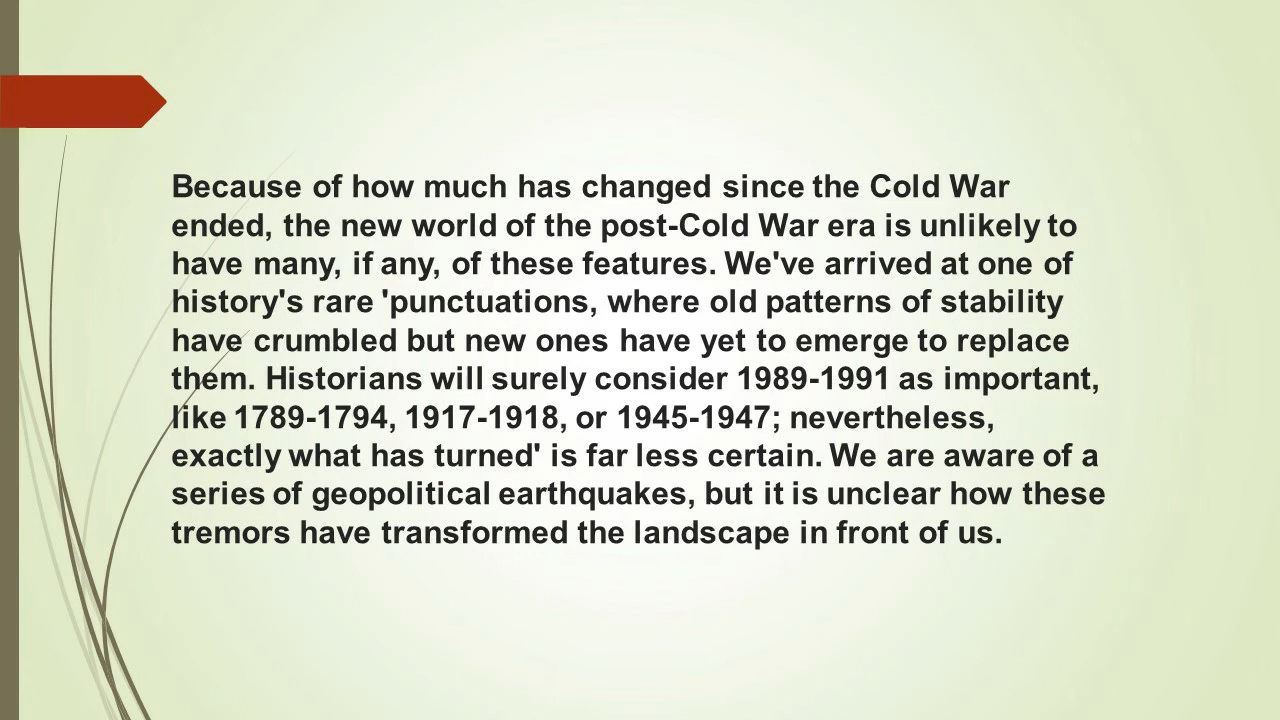 Because of how much has changed since the Cold War
ended, the new world of the post-Cold War era is unlikely to
have many, if any, of these features. We've arrived at one of
history's rare 'punctuations, where old patterns of stability
have crumbled but new ones have yet to emerge to replace
them. Historians will surely consider 1989-1991 as important,
like 1789-1794, 1917-1918, or 1945-1947; nevertheless,
exactly what has turned' is far less certain. We are aware of a
series of geopolitical earthquakes, but it is unclear how these
tremors have transformed the landscape in front of us.